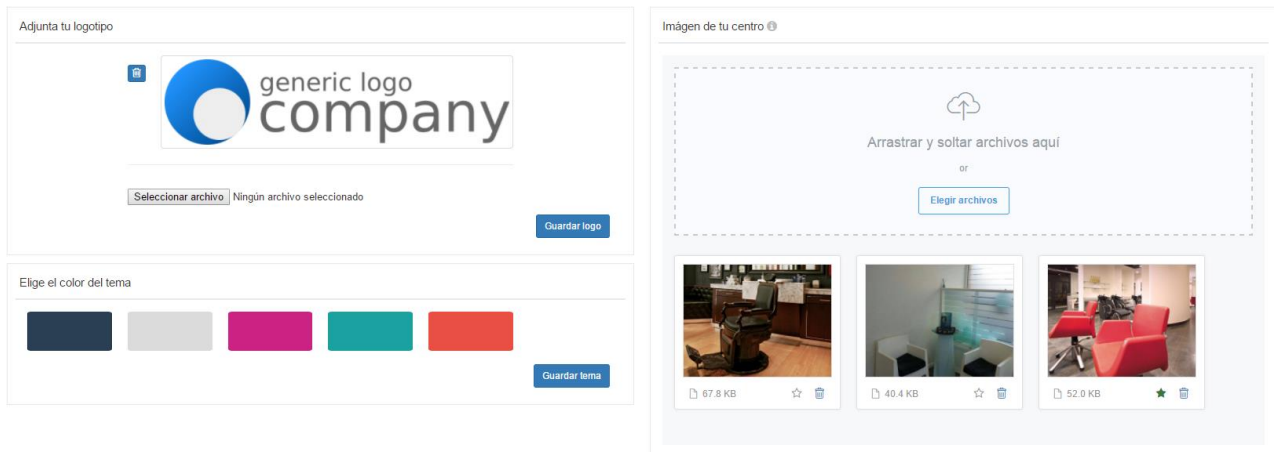 Adjunta tu logotipo
generic logo
company
Seleccionar archivo Ningún archivo seleccionado
Guardar logo
Elige el color del tema
Guardar tema
Imágen de tu centro
Arrastrar y soltar archivos aquí
or
Elegir archivos
67.8 KB
40.4 KB
52.0 KB